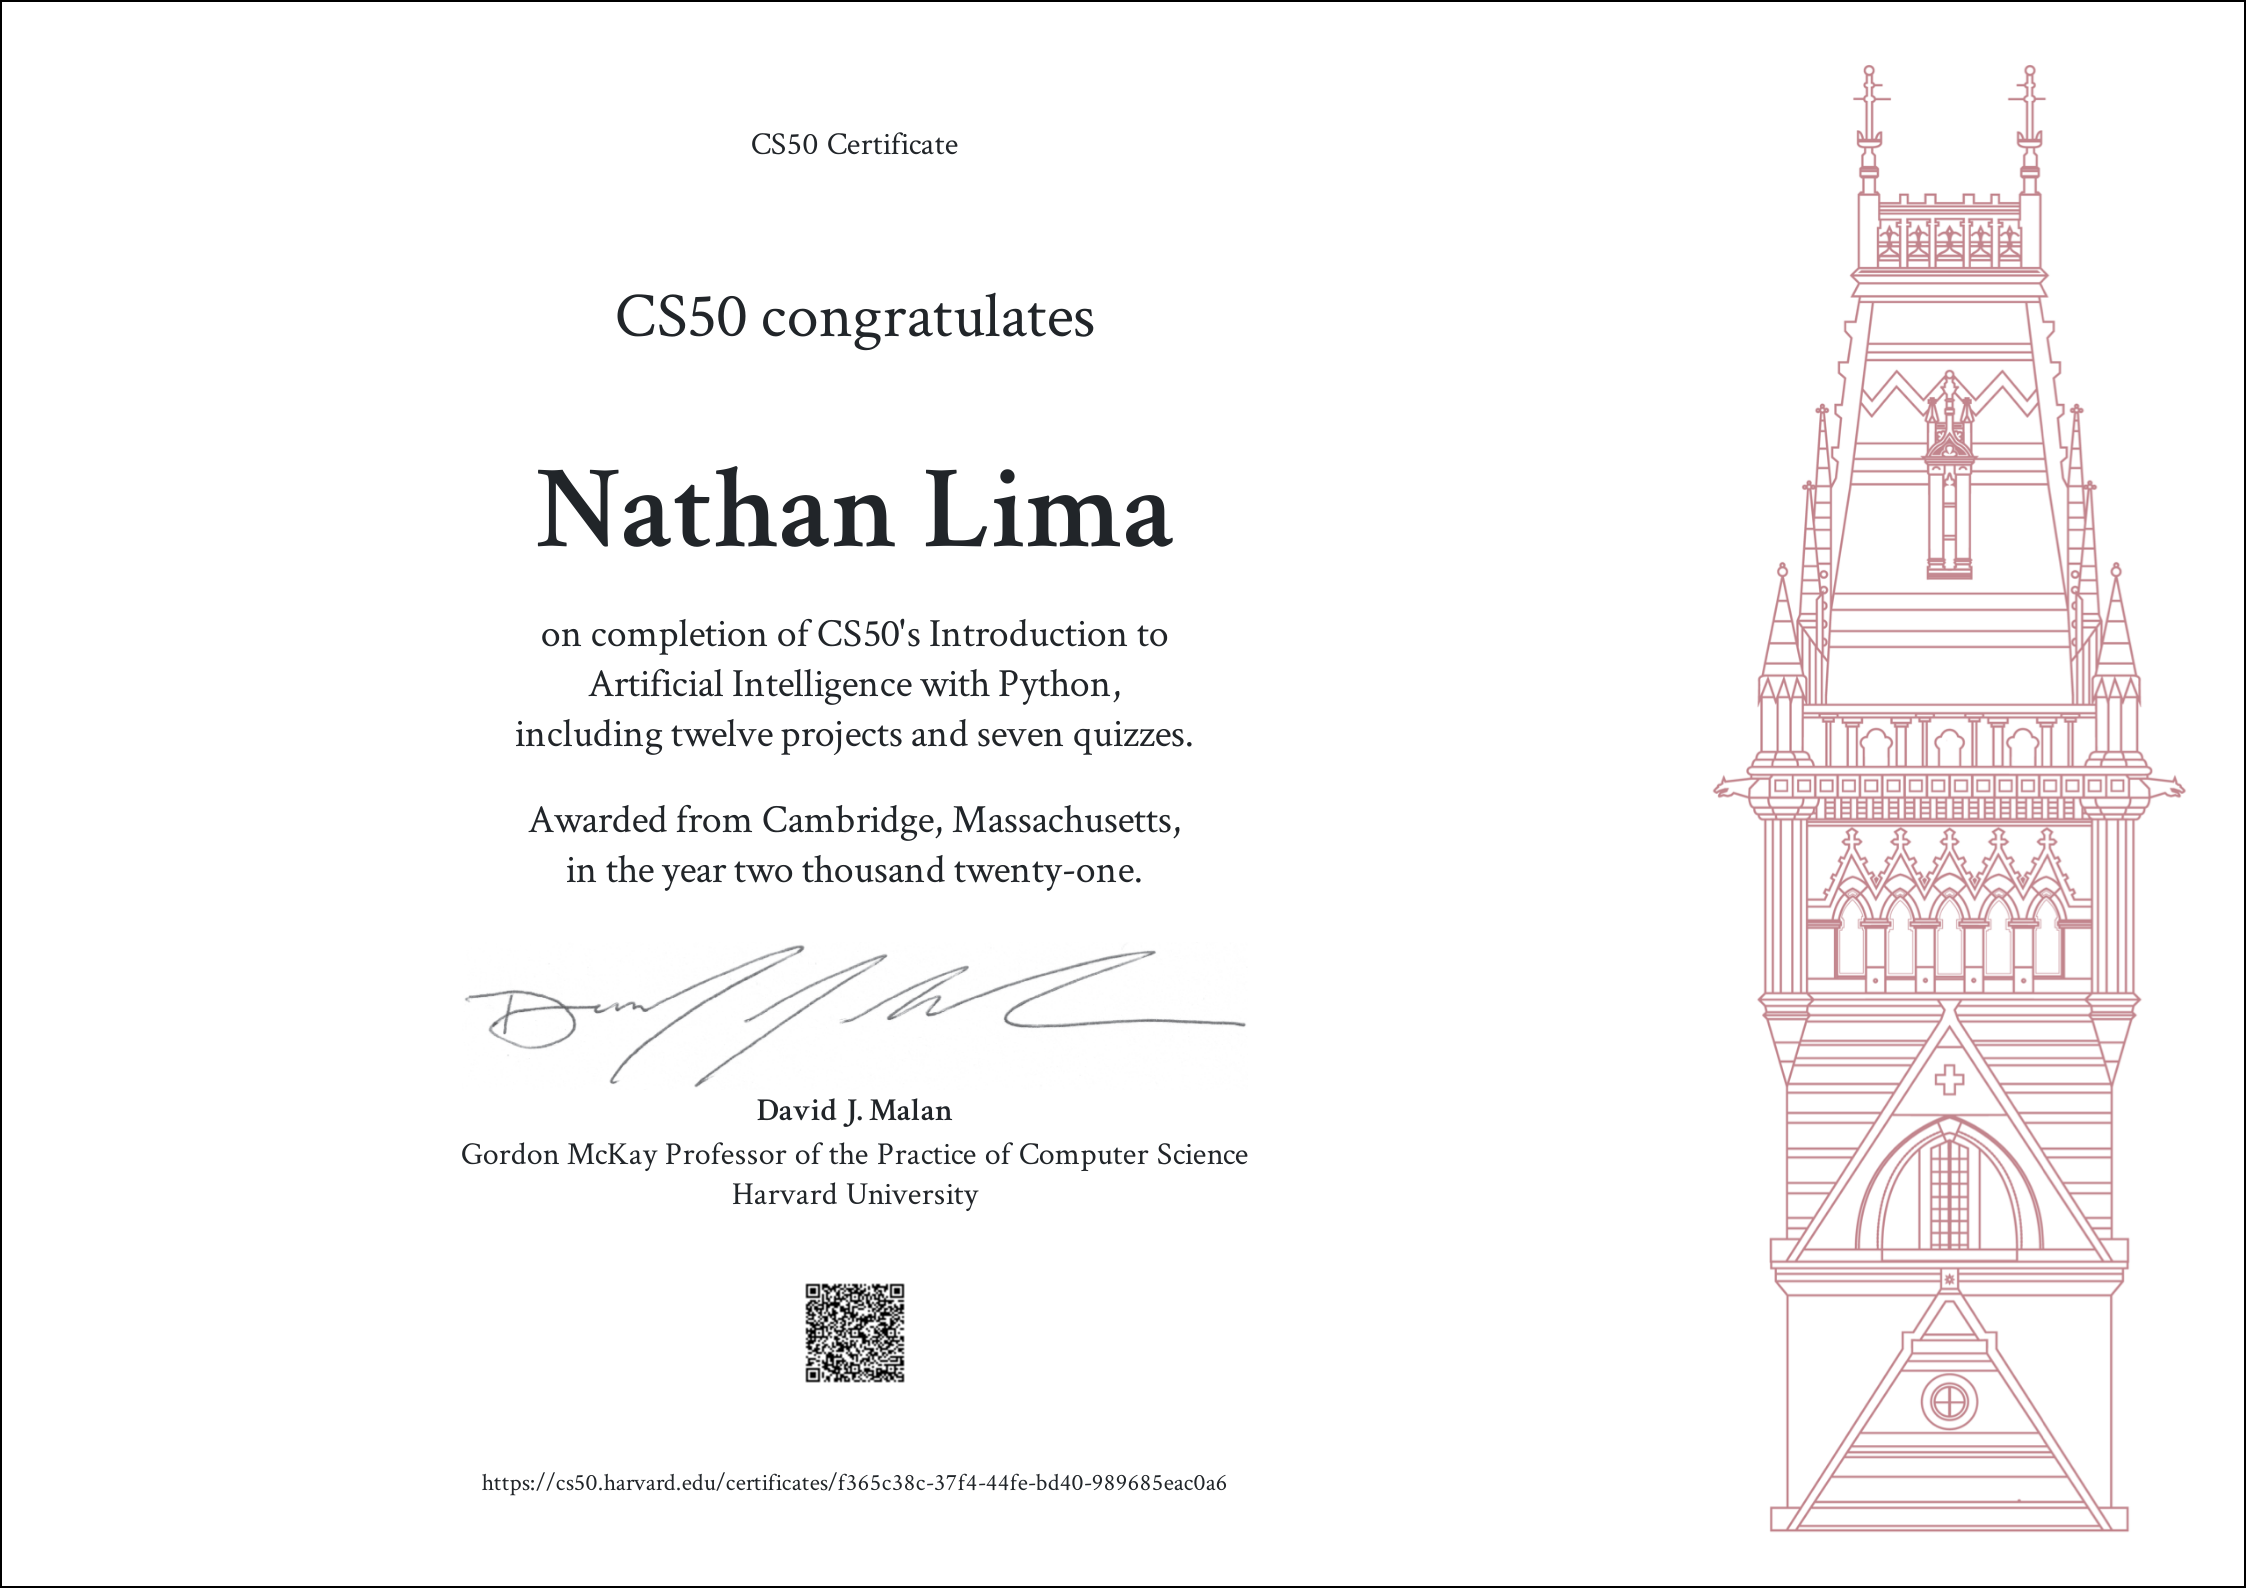 CS50 Certificate
CS50 congratulates
Nathan Lima
on completion of CS50's Introduction to
Artificial Intelligence with Python,
including twelve projects and seven quizzes.
Awarded from Cambridge, Massachusetts,
in the year two thousand twenty-one.
David J. Malan
Gordon McKay Professor of the Practice of Computer Science
Harvard University
https://cs50.harvard.edu/certificates/f365c38c-37f4-44fe-bd40-989685eac0a6